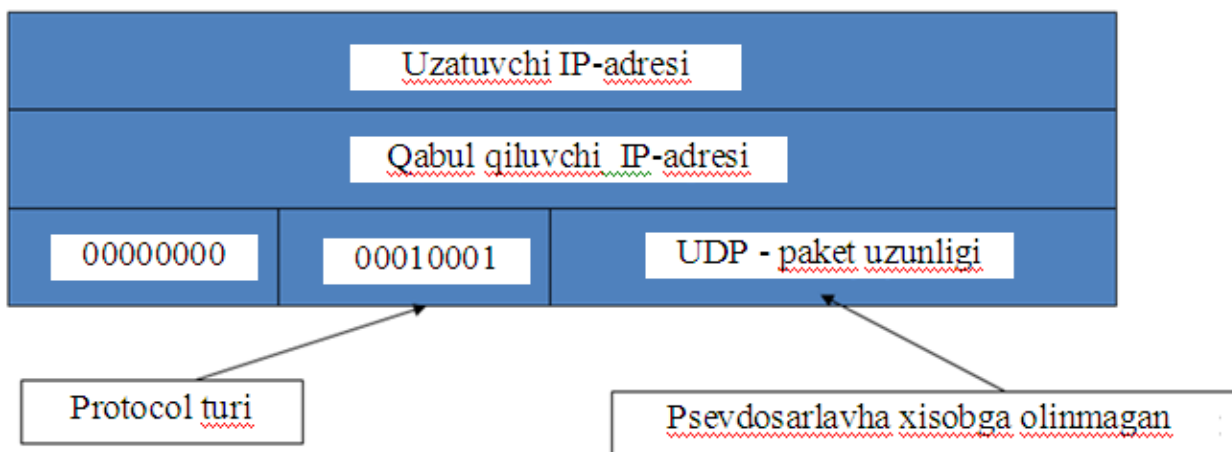 Uzatuvchi IP-adresi
Qabul qiluvchi IP-adresi
00000000 00010001 UDP - paket uzunligi
Protocol turi
Psevdosarlavha xisobga olinmagan